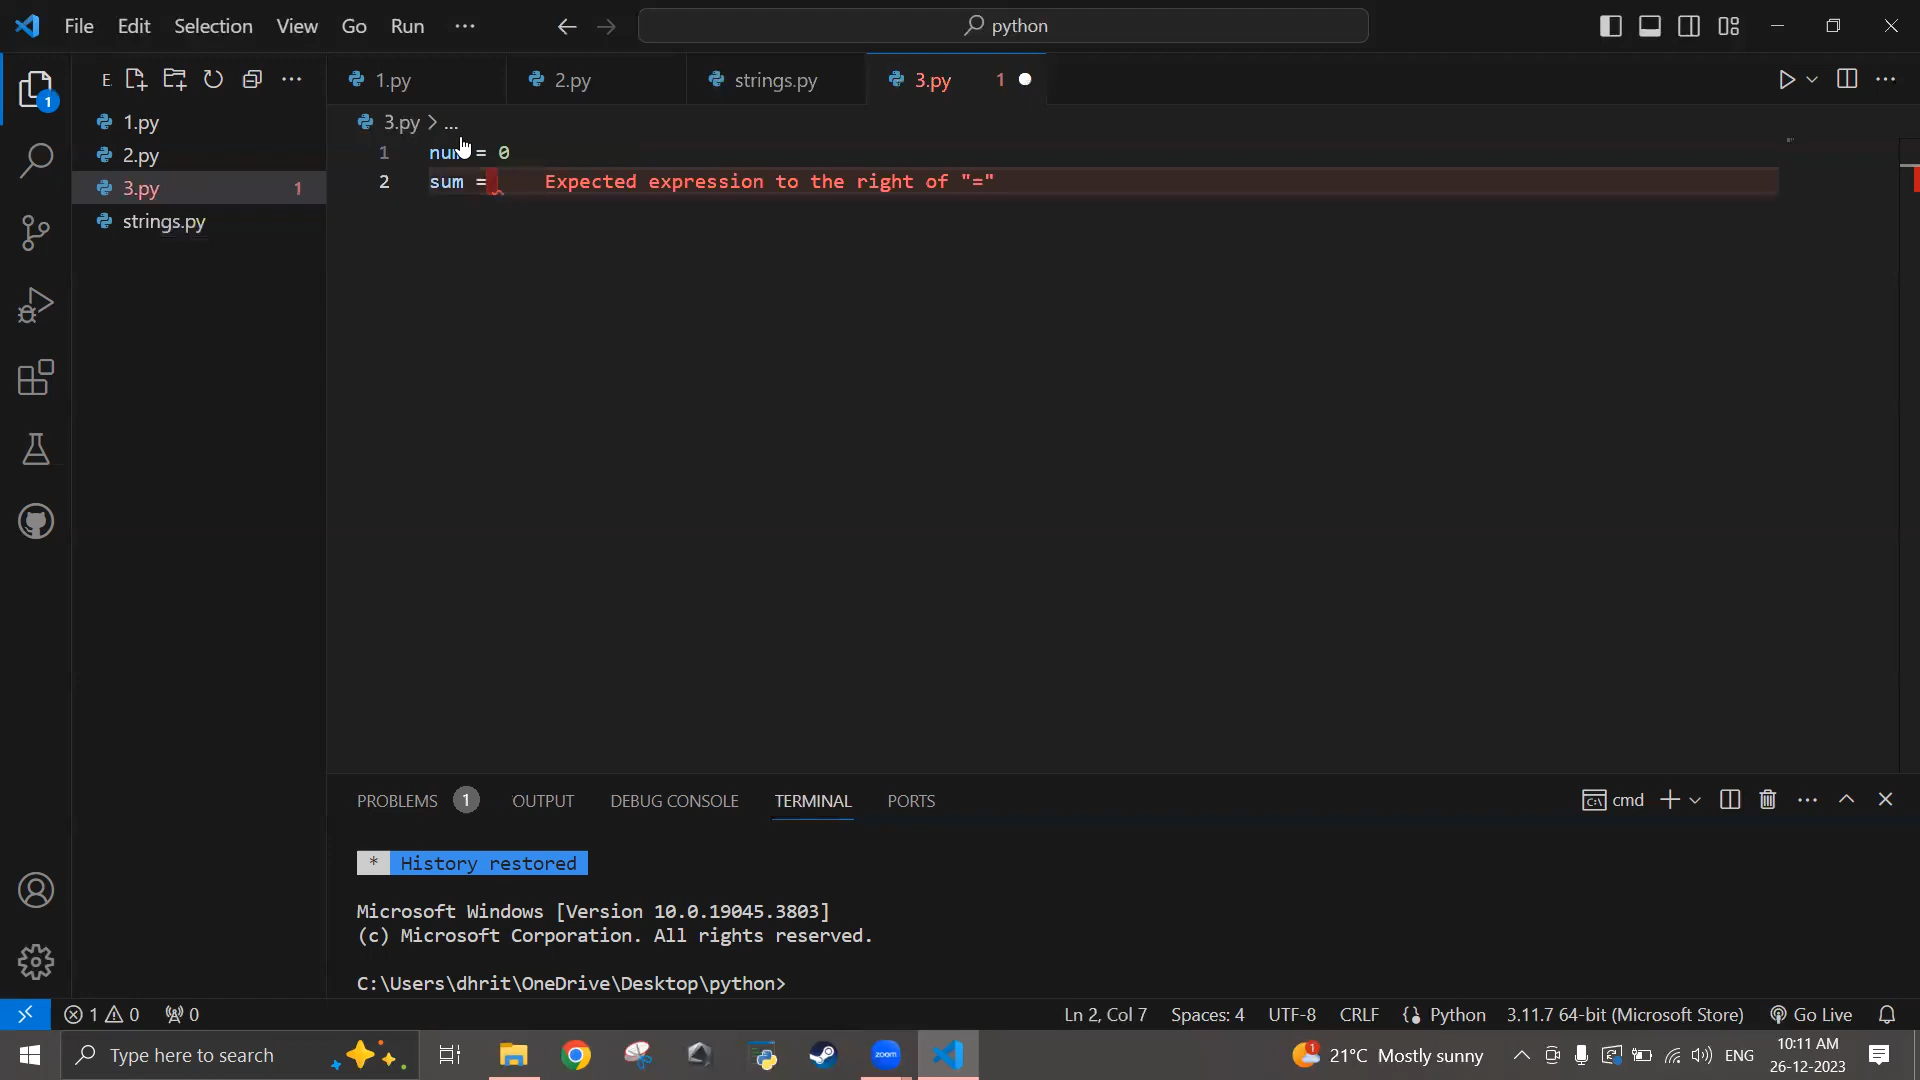 File Edit Selection View Go Run ···
python
E
1.py
2.py
3.py 1
strings.py
1
1.py 2.py strings.py 3.py 1
3.py > ...
1 num = 0
2 sum = Expected expression to the right of "="
PROBLEMS 1 OUTPUT DEBUG CONSOLE TERMINAL PORTS
cmd
* History restored
Microsoft Windows [Version 10.0.19045.3803]
(c) Microsoft Corporation. All rights reserved.
C:\Users\dhrit\OneDrive\Desktop\python>
1 0 0 Ln 2, Col 7 Spaces: 4 UTF-8 CRLF Python 3.11.7 64-bit (Microsoft Store) Go Live
Type here to search
zoom
1 21°C Mostly sunny
ENG
10:11 AM
26-12-2023